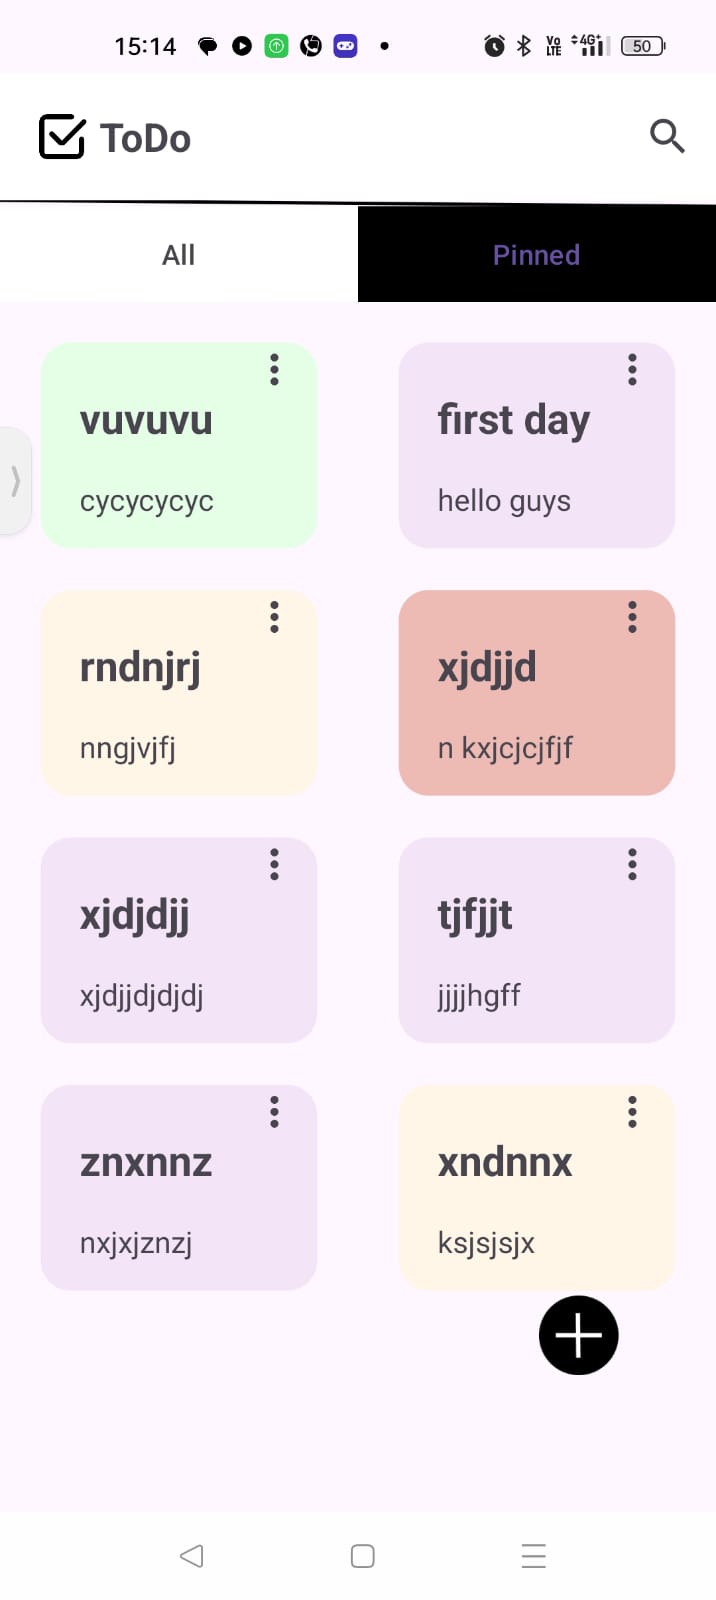 15:14 Vo LTE 4G+ 50
ToDo
All Pinned
vuvuvu
cycycycyc
first day
hello guys
rndnjrj
nngjvjfj
xjdjjd
n kxjcjcjfjf
xjdjdjj
xjdjjdjdjdj
tjfjjt
jjjjhgff
znxnnz
nxjxjznzj
xndnnx
ksjsjsjx